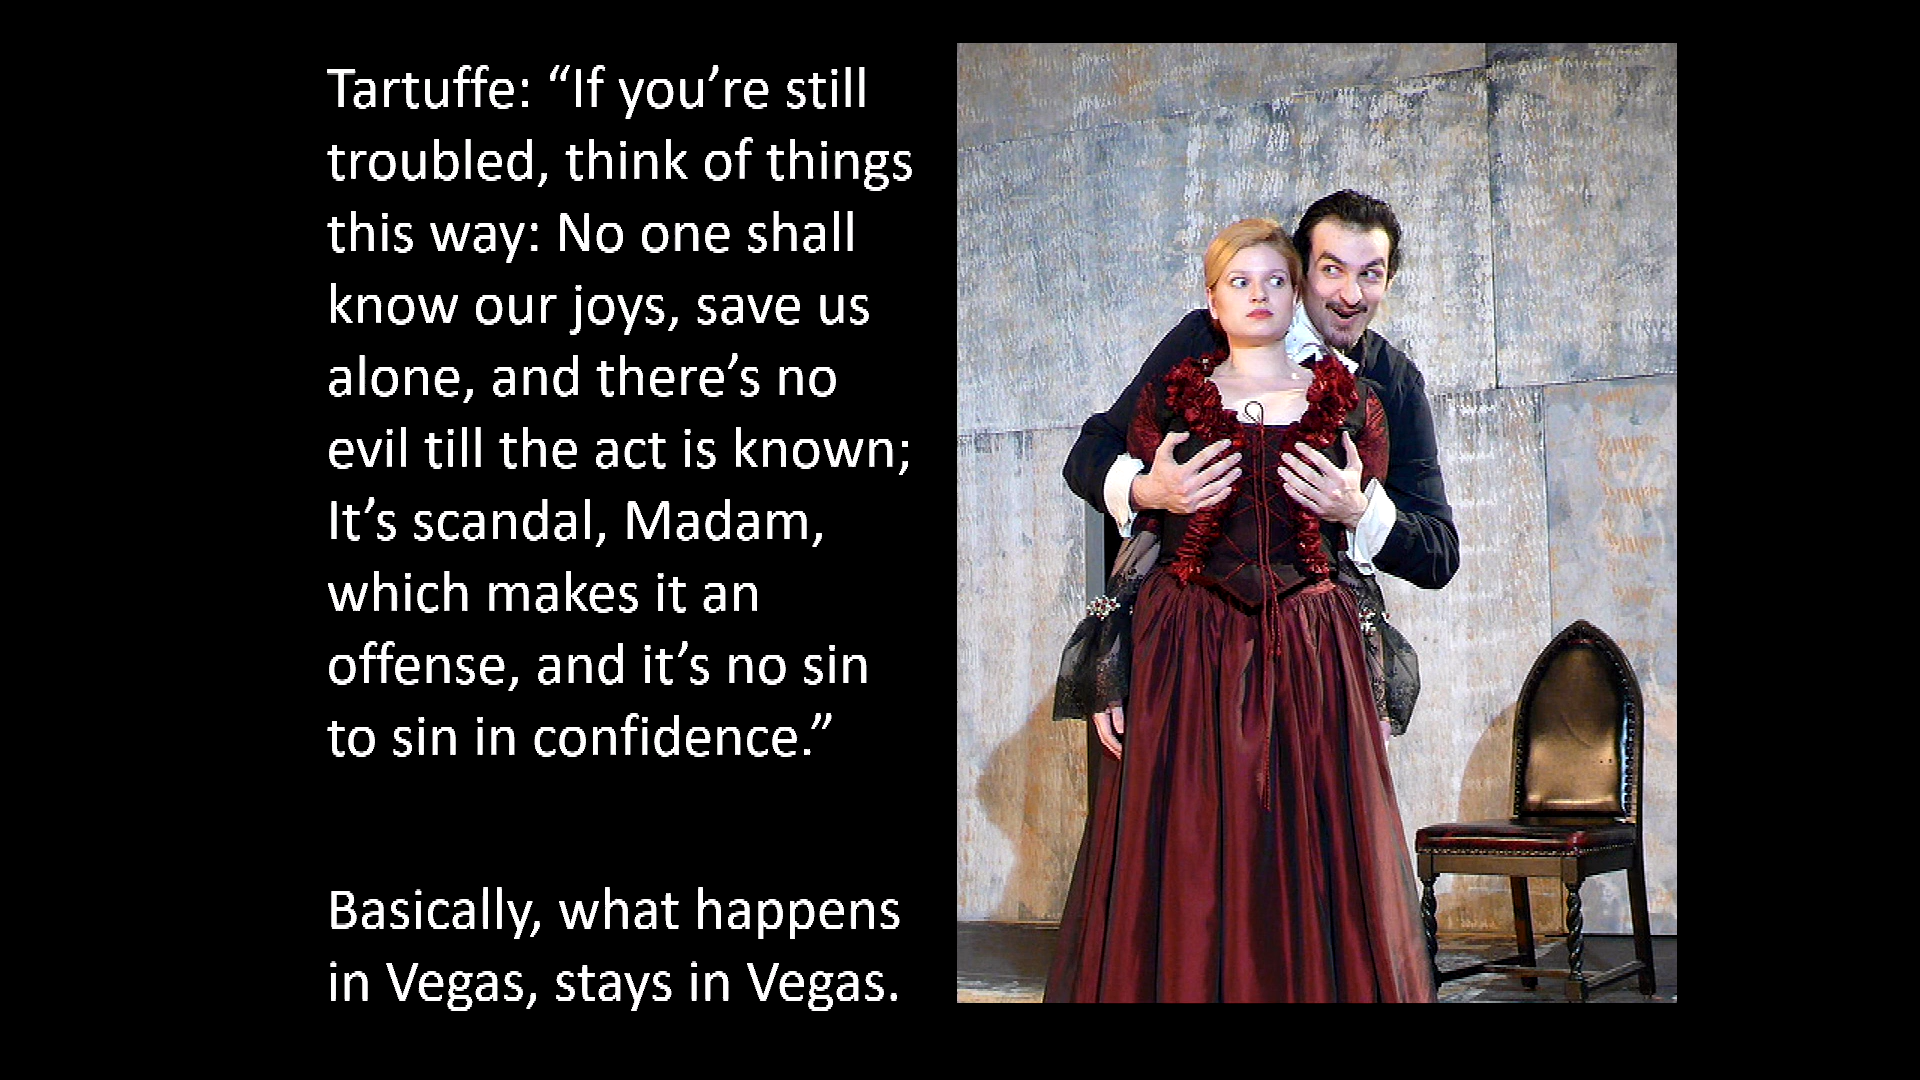 Tartuffe: “If you’re still
troubled, think of things
this way: No one shall
know our joys, save us
alone, and there’s no
evil till the act is known;
It’s scandal, Madam,
which makes it an
offense, and it’s no sin
to sin in confidence.”
Basically, what happens
in Vegas, stays in Vegas.